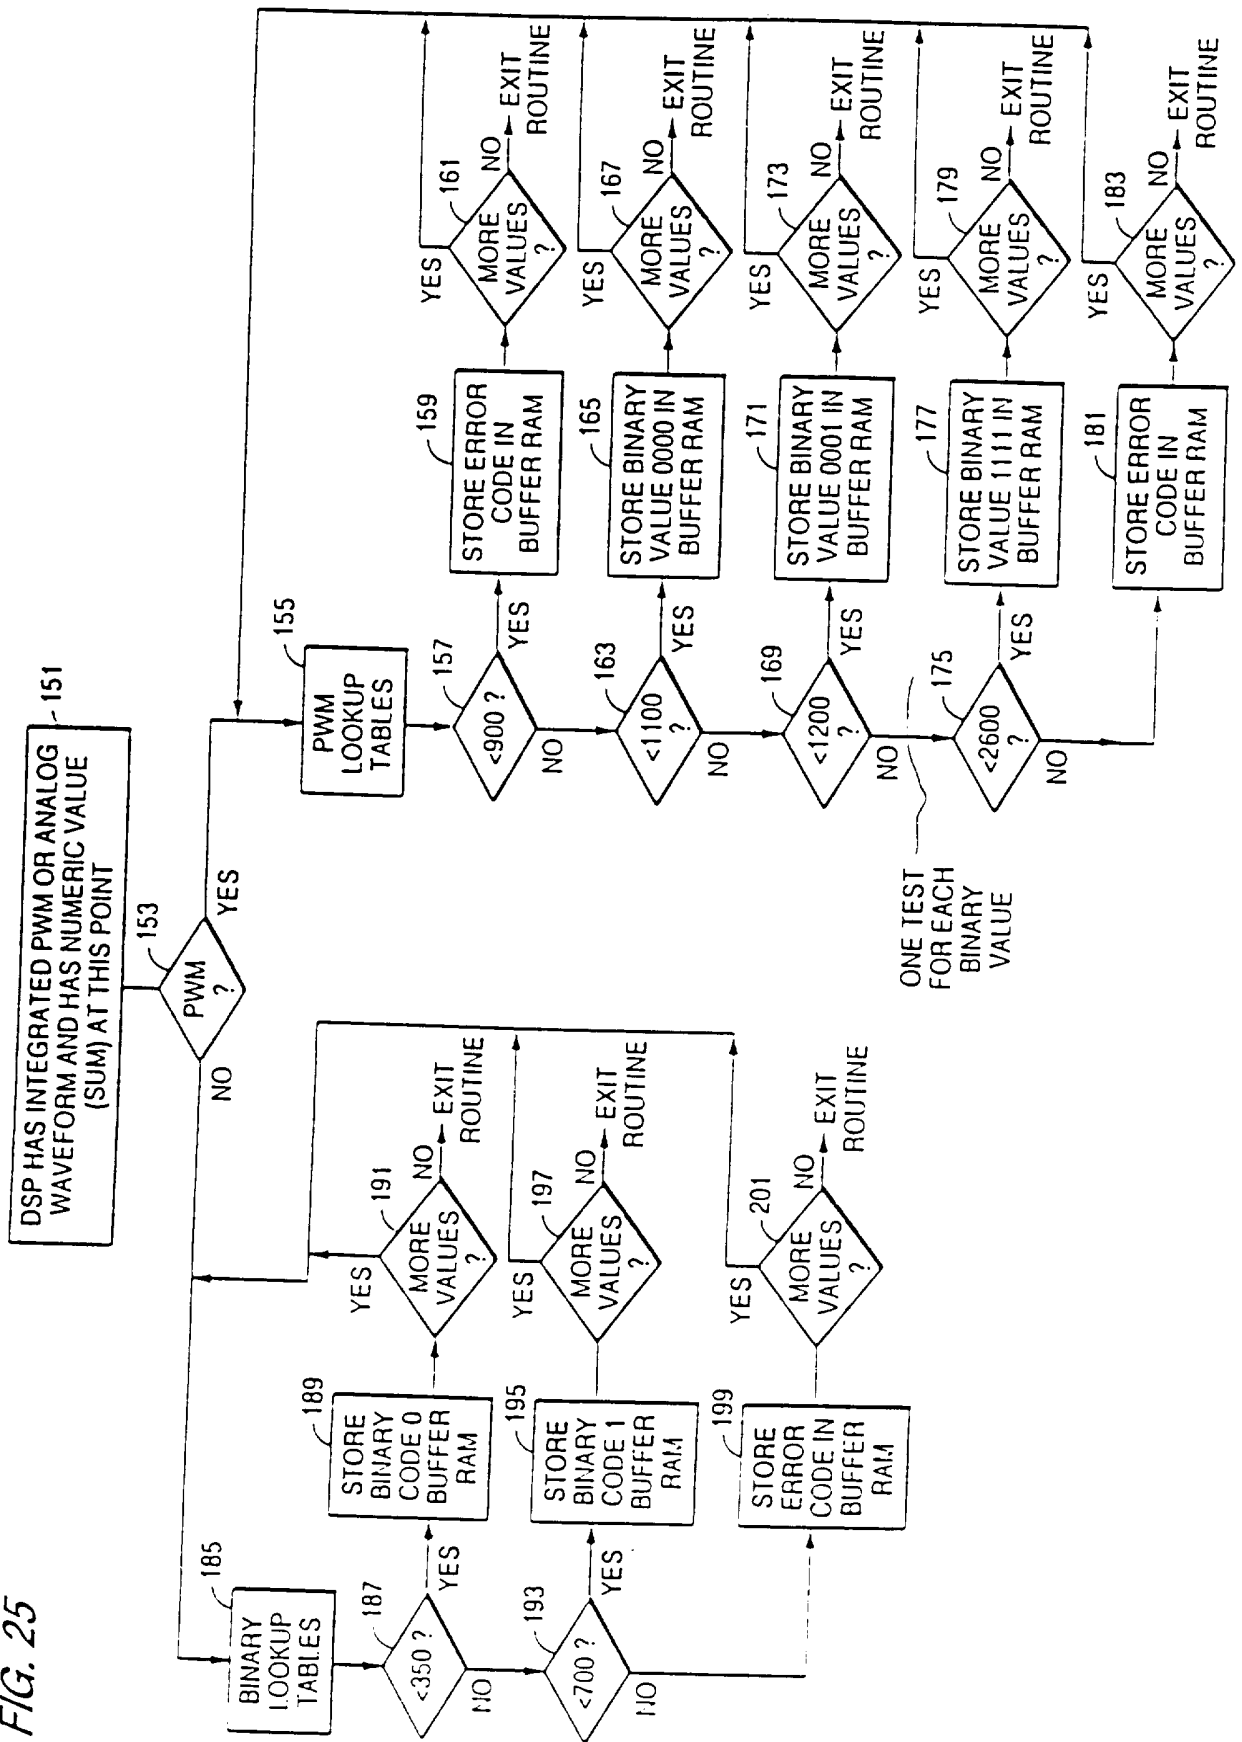 FIG. 25
DSP HAS INTEGRATED PWM OR ANALOG
WAVEFORM AND HAS NUMERIC VALUE
(SUM) AT THIS POINT
151
153
PWM
?
NO
YES
185
BINARY
LOOKUP
TABLES
187
<350 ?
YES
NO
189
STORE
BINARY
CODE 0
BUFFER
RAM
191
MORE
VALUES
?
YES
NO
EXIT
ROUTINE
193
<700 ?
YES
NO
195
STORE
BINARY
CODE 1
BUFFER
RAM
197
MORE
VALUES
?
YES
NO
EXIT
ROUTINE
199
STORE
ERROR
CODE IN
BUFFER
RAM
201
MORE
VALUES
?
YES
NO
EXIT
ROUTINE
155
PWM
LOOKUP
TABLES
157
<900 ?
YES
NO
159
STORE ERROR
CODE IN
BUFFER RAM
161
MORE
VALUES
?
YES
NO
EXIT
ROUTINE
163
<1100
?
YES
NO
165
STORE BINARY
VALUE 0000 IN
BUFFER RAM
167
MORE
VALUES
?
YES
NO
EXIT
ROUTINE
169
<1200
?
YES
NO
171
STORE BINARY
VALUE 0001 IN
BUFFER RAM
173
MORE
VALUES
?
YES
NO
EXIT
ROUTINE
ONE TEST
FOR EACH
BINARY
VALUE
175
<2600
?
YES
NO
177
STORE BINARY
VALUE 1111 IN
BUFFER RAM
179
MORE
VALUES
?
YES
NO
EXIT
ROUTINE
181
STORE ERROR
CODE IN
BUFFER RAM
183
MORE
VALUES
?
YES
NO
EXIT
ROUTINE